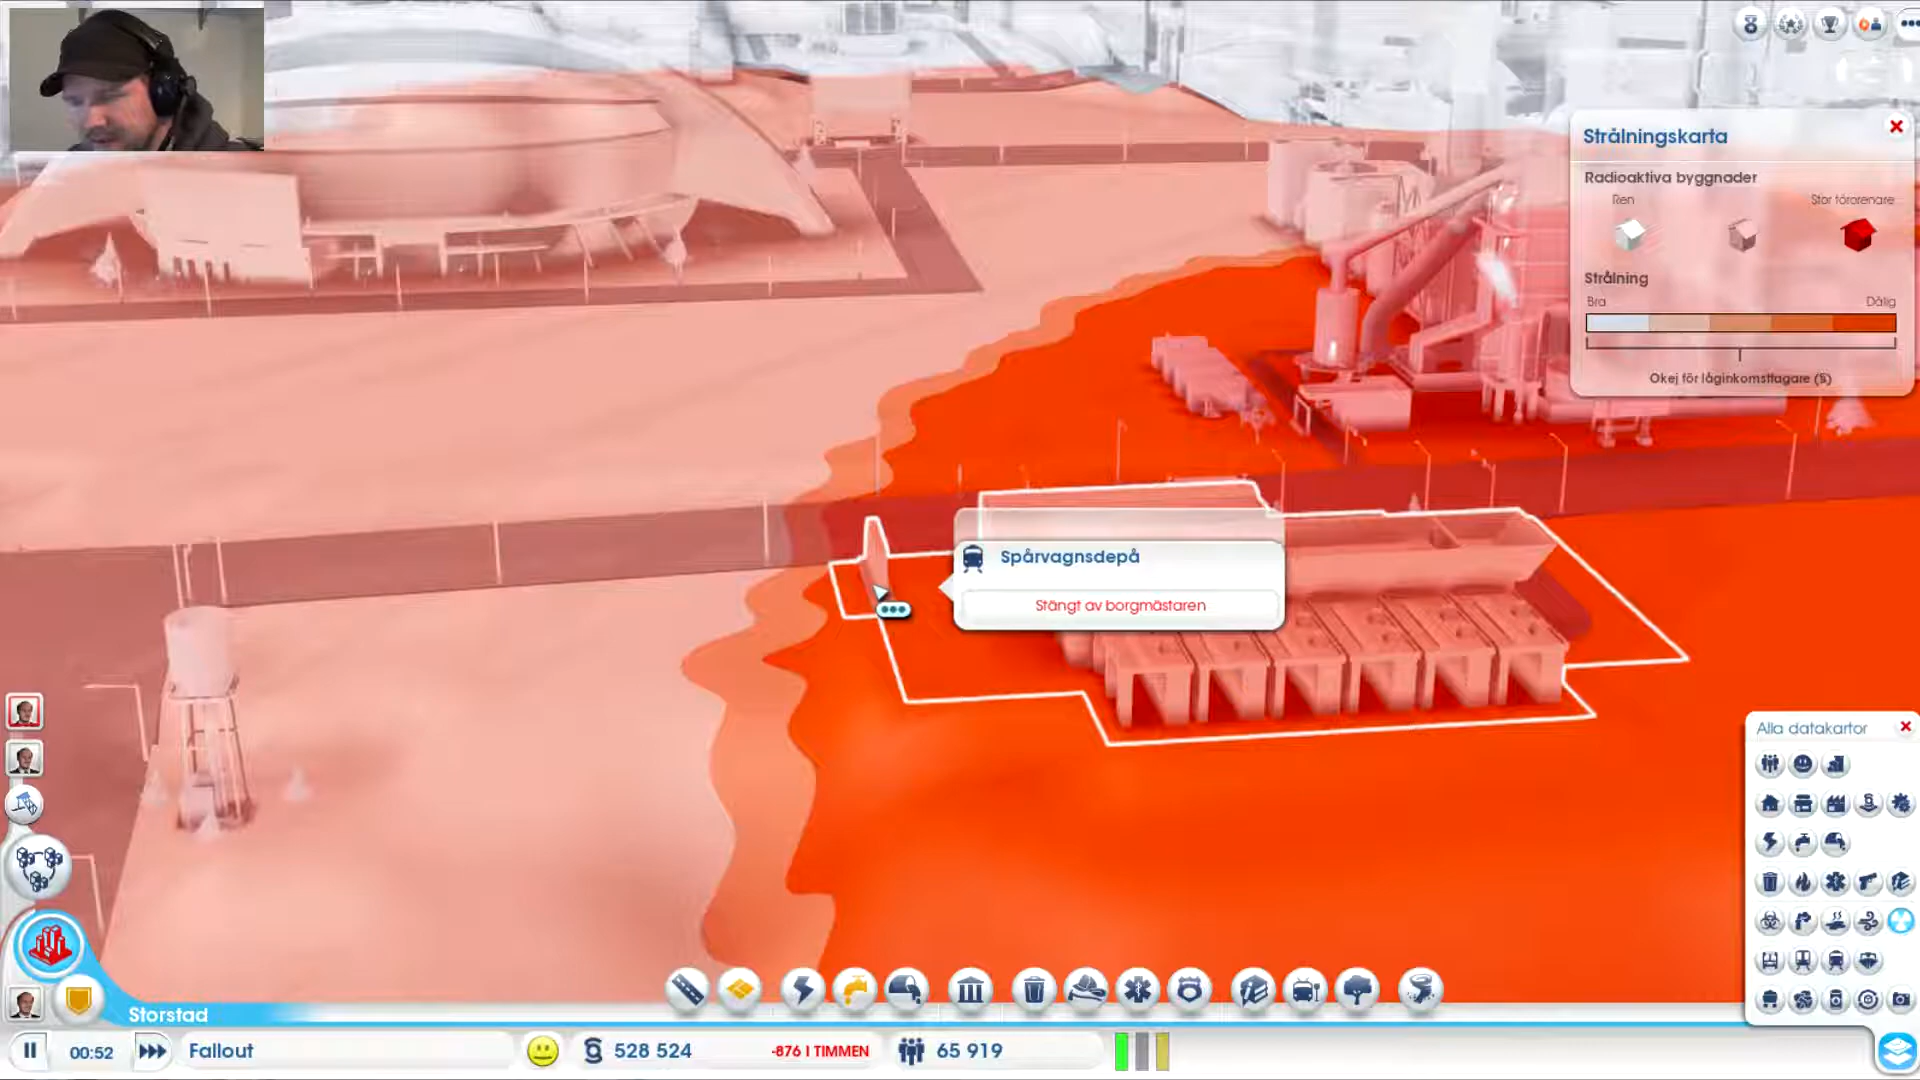 Strålningskarta
Radioaktiva byggnader
Ren
Stor förorenare
Strålning
Bra
Dålig
Okej för låginkomsttagare (§)
Spårvagnsdepå
Stängt av borgmästaren
Alla datakartor
Storstad
00:52
Fallout
528 524
-876 I TIMMEN
65 919